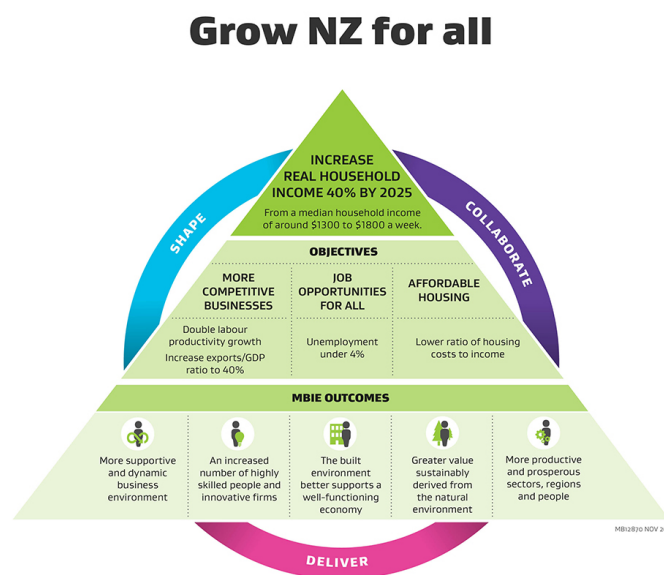 Grow NZ for all
INCREASE
REAL HOUSEHOLD
INCOME 40% BY 2025
From a median household income
of around $1300 to $1800 a week.
SHAPE
COLLABORATE
OBJECTIVES
MORE
COMPETITIVE
BUSINESSES
Double labour
productivity growth
Increase exports/GDP
ratio to 40%
JOB
OPPORTUNITIES
FOR ALL
Unemployment
under 4%
AFFORDABLE
HOUSING
Lower ratio of housing
costs to income
MBIE OUTCOMES
More supportive
and dynamic
business
environment
An increased
number of highly
skilled people and
innovative firms
The built
environment
better supports a
well-functioning
economy
Greater value
sustainably
derived from
the natural
environment
More productive
and prosperous
sectors, regions
and people
NOV
DELIVER